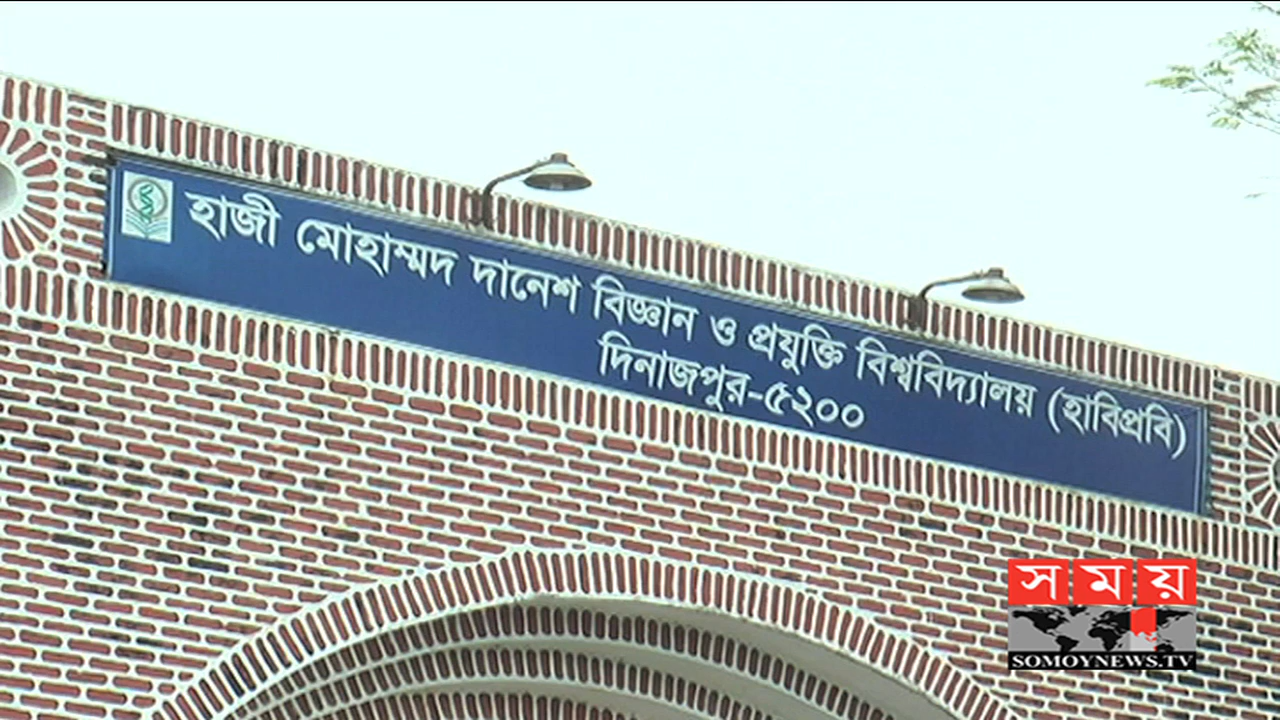 হাজী মোহাম্মদ দানেশ বিজ্ঞান ও প্রযুক্তি বিশ্ববিদ্যালয় (হাবিপ্রবি)
দিনাজপুর-৫২০০
সময়
SOMOYNEWS.TV